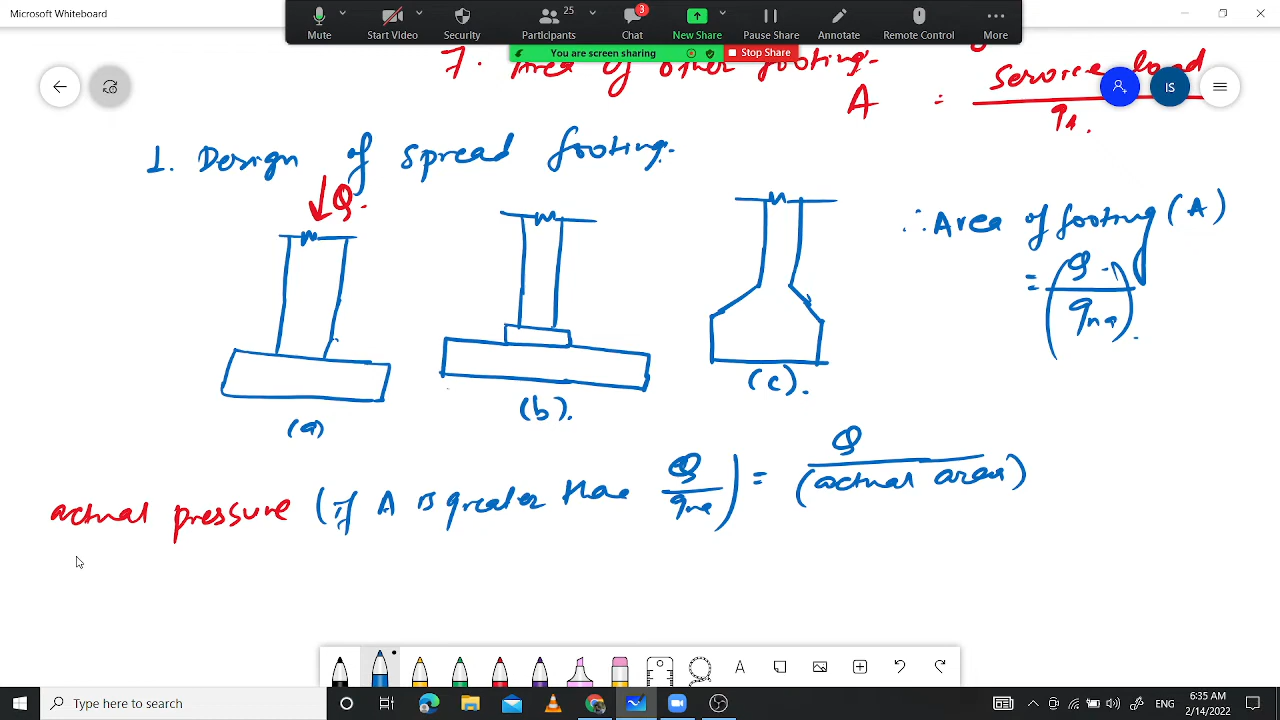 Microsoft Whiteboard
Mute
Start Video
Security
25
Participants
3
Chat
New Share
Pause Share
Annotate
Remote Control
More
You are screen sharing
Stop Share
7. Area of other footing.
A = service load / qA.
IS
1. Design of spread footing.
Q.
∴ Area of footing (A)
= (Q / qna).
(a)
(b).
(c).
actual pressure (if A is greater than Q / qna) = Q / (actual area)
A
Type here to search
ENG
6:35 AM
2/14/2022